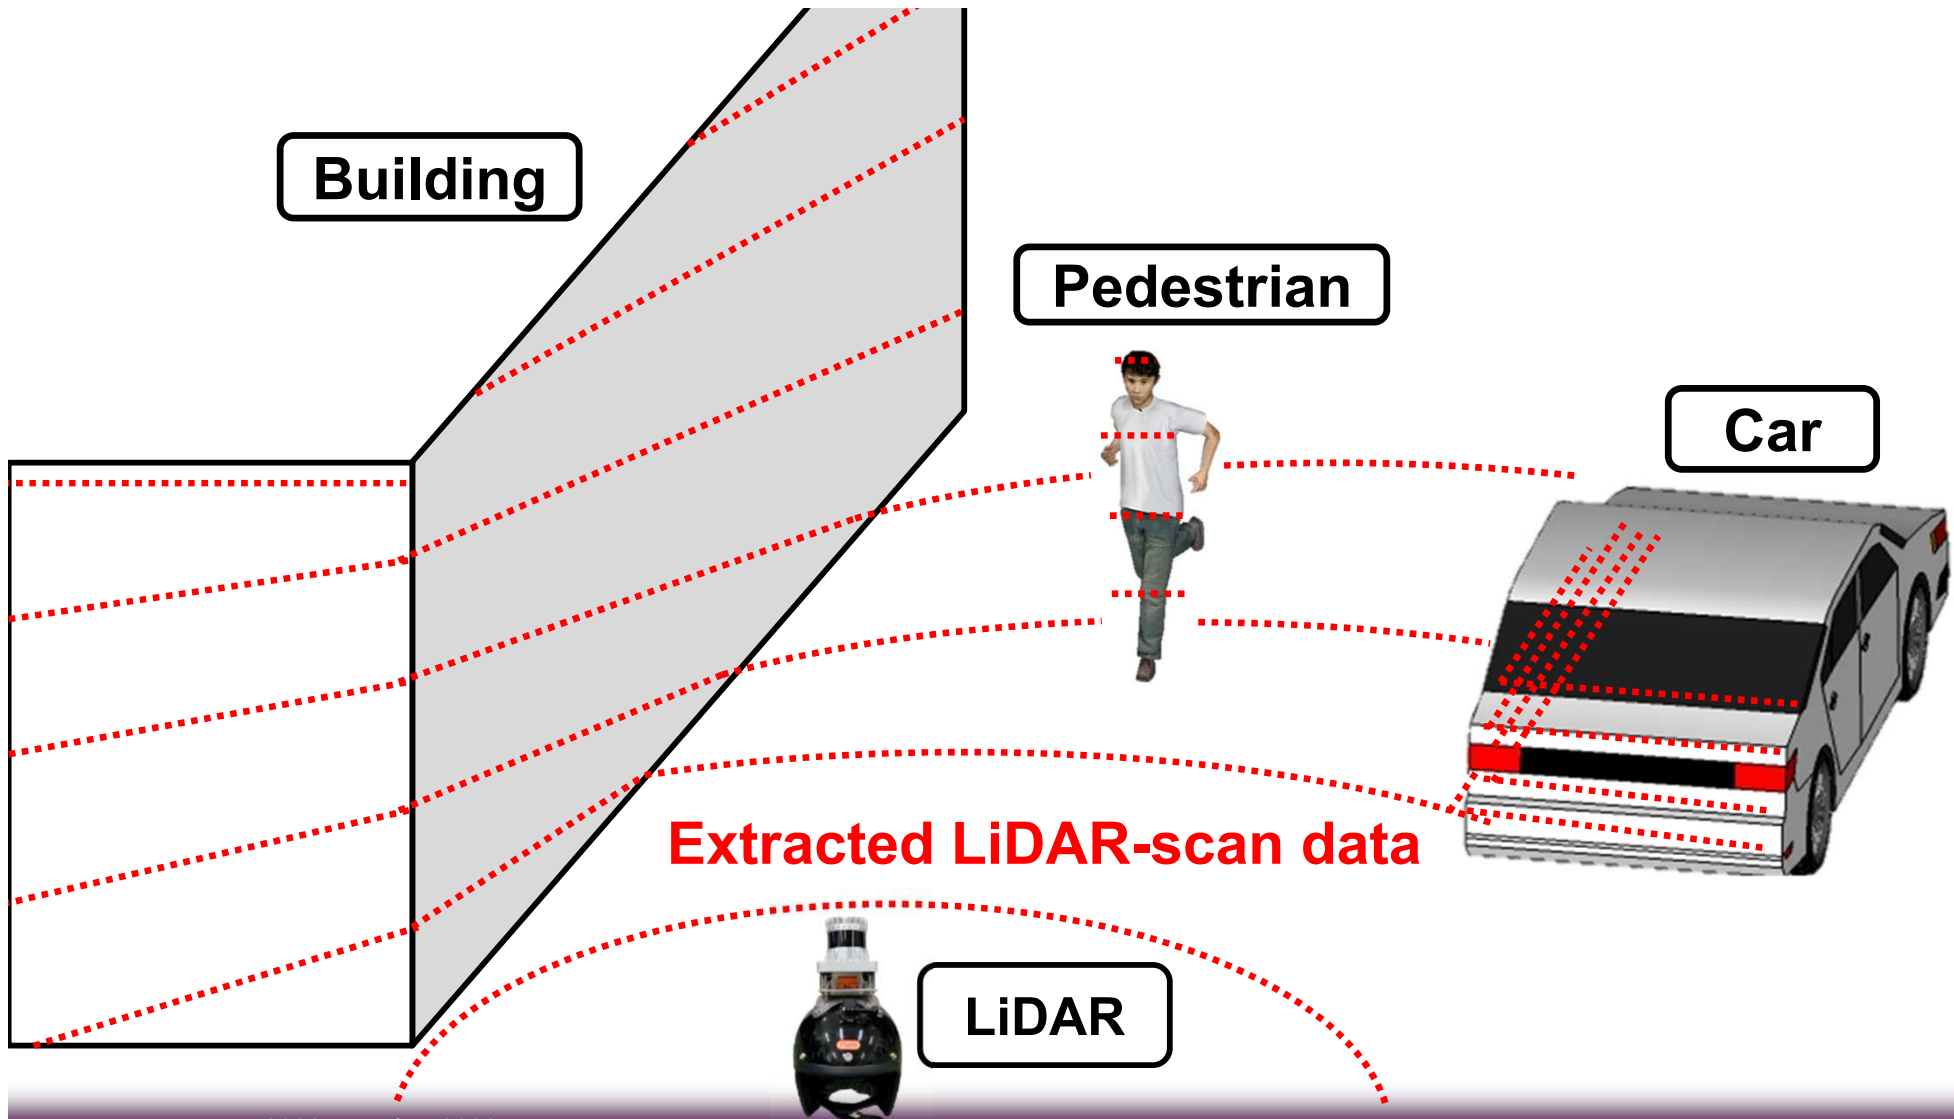 Building
Pedestrian
Car
Extracted LiDAR-scan data
LiDAR